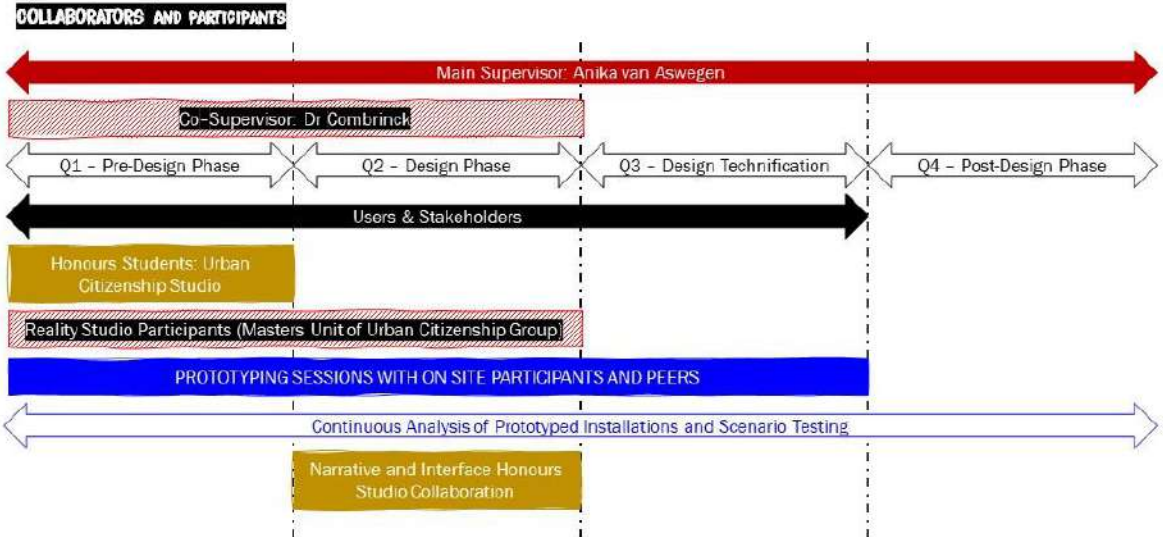 COLLABORATORS AND PARTICIPANTS
Main Supervisor: Anika van Aswegen
Co-Supervisor: Dr Combrinck
Q1 – Pre-Design Phase
Q2 – Design Phase
Q3 – Design Technification
Q4 – Post-Design Phase
Users & Stakeholders
Honours Students: Urban
Citizenship Studio
Reality Studio Participants (Masters Unit of Urban Citizenship Group)
PROTOTYPING SESSIONS WITH ON SITE PARTICIPANTS AND PEERS
Continuous Analysis of Prototyped Installations and Scenario Testing
Narrative and Interface Honours
Studio Collaboration